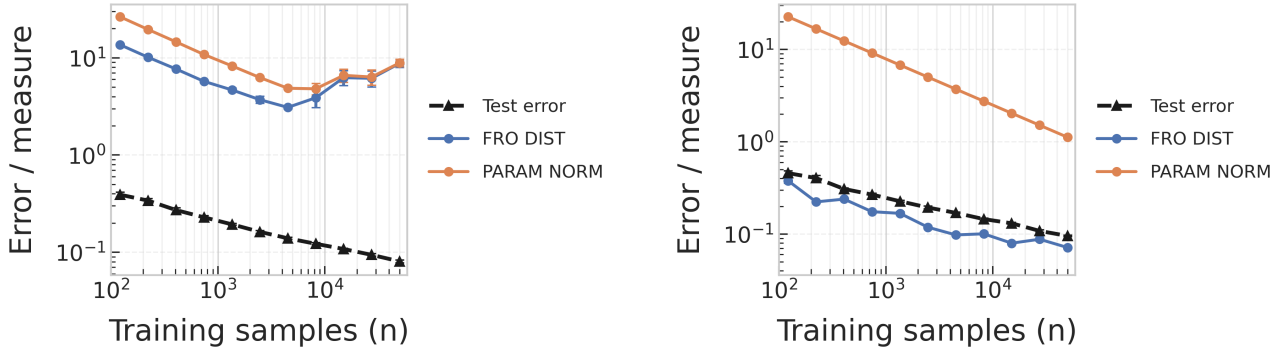 Error / measure
10¹
10⁰
10⁻¹
10²
10³
10⁴
Training samples (n)
Test error
FRO DIST
PARAM NORM
Error / measure
10¹
10⁰
10⁻¹
10²
10³
10⁴
Training samples (n)
Test error
FRO DIST
PARAM NORM